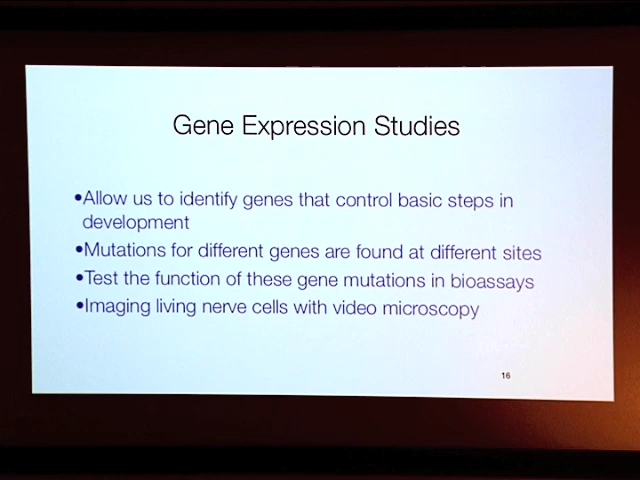 Gene Expression Studies
•Allow us to identify genes that control basic steps in
development
•Mutations for different genes are found at different sites
•Test the function of these gene mutations in bioassays
•Imaging living nerve cells with video microscopy
16